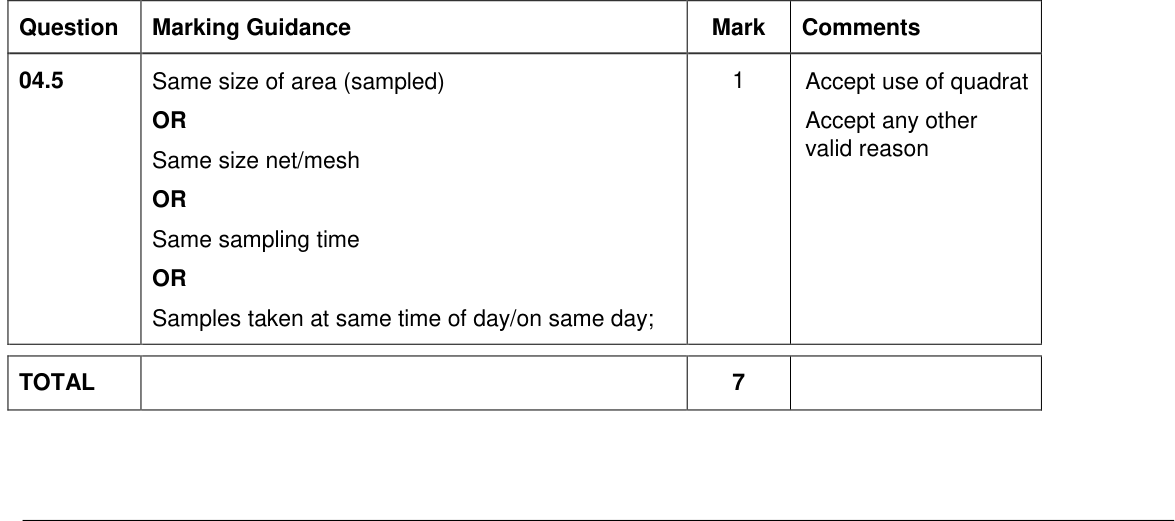 Question Marking Guidance Mark Comments
04.5 Same size of area (sampled) 1 Accept use of quadrat
OR Accept any other
Same size net/mesh valid reason
OR
Same sampling time
OR
Samples taken at same time of day/on same day;
TOTAL 7